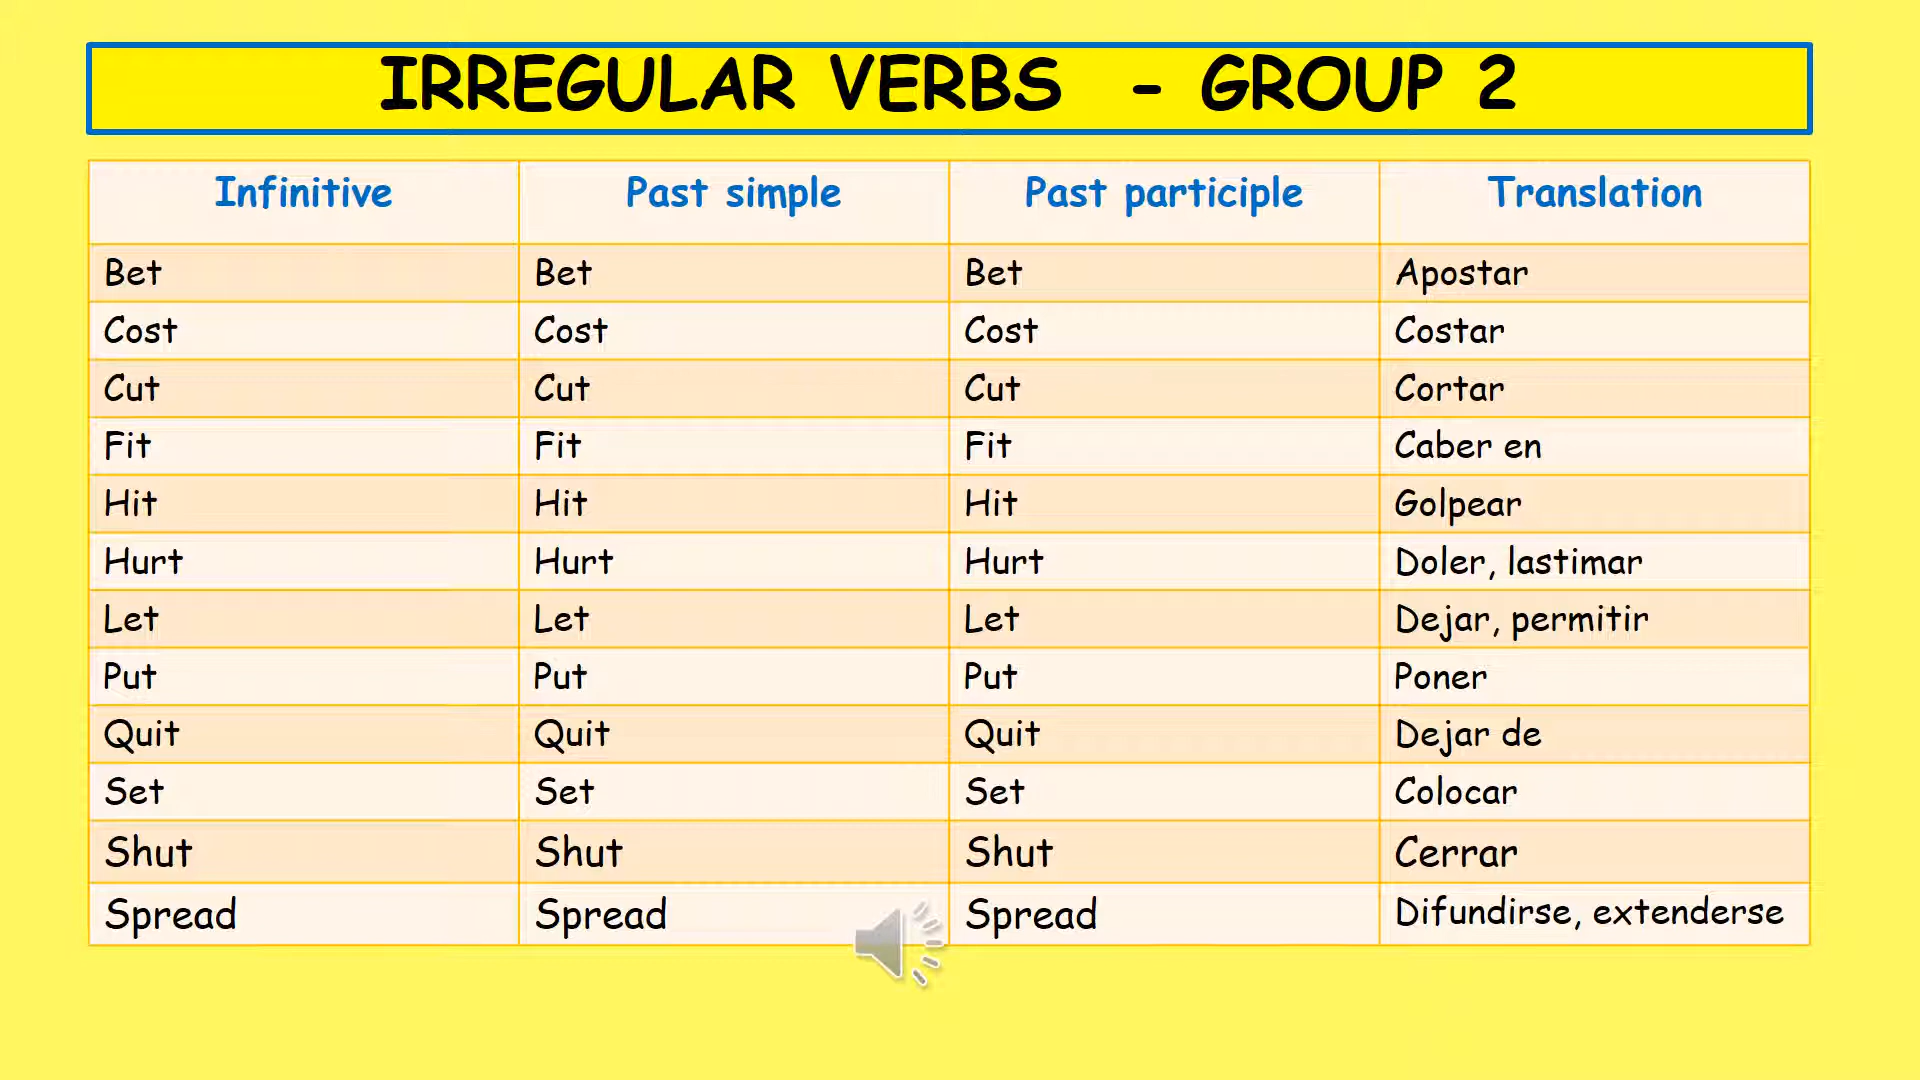 IRREGULAR VERBS - GROUP 2
Infinitive Past simple Past participle Translation
Bet Bet Bet Apostar
Cost Cost Cost Costar
Cut Cut Cut Cortar
Fit Fit Fit Caber en
Hit Hit Hit Golpear
Hurt Hurt Hurt Doler, lastimar
Let Let Let Dejar, permitir
Put Put Put Poner
Quit Quit Quit Dejar de
Set Set Set Colocar
Shut Shut Shut Cerrar
Spread Spread Spread Difundirse, extenderse